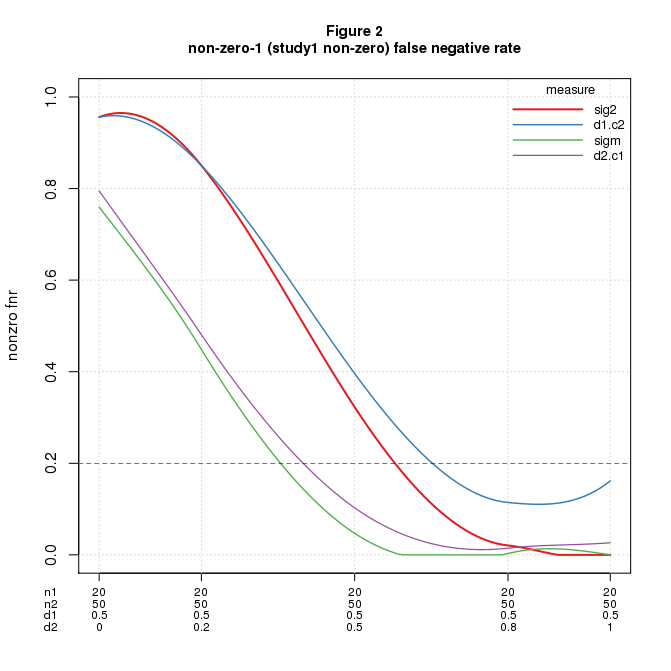 Figure 2
non-zero-1 (study1 non-zero) false negative rate
measure
sig2
d1.c2
sigm
d2.c1
nonzro fnr
1.0
0.8
0.6
0.4
0.2
0.0
n1 20 20 20 20 20
n2 50 50 50 50 50
d1 0.5 0.5 0.5 0.5 0.5
d2 0 0.2 0.5 0.8 1